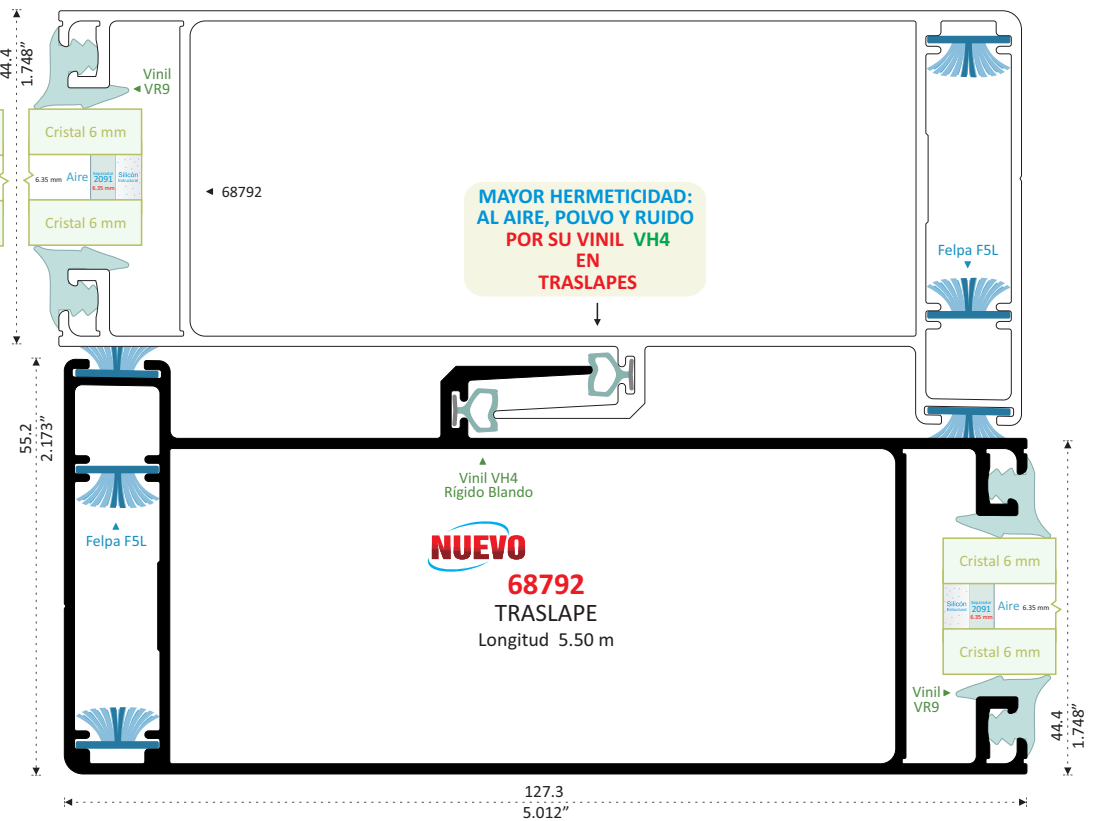 44.4
1.748”
Vinil
VR9
Cristal 6 mm
6.35 mm Aire
Separador
2091
6.35 mm
Silicón
Estructural
Cristal 6 mm
68792
MAYOR HERMETICIDAD:
AL AIRE, POLVO Y RUIDO
POR SU VINIL VH4
EN
TRASLAPES
Felpa F5L
55.2
2.173”
Vinil VH4
Rígido Blando
Felpa F5L
NUEVO
68792
TRASLAPE
Longitud 5.50 m
Cristal 6 mm
Silicón
Estructural
Separador
2091
6.35 mm
Aire 6.35 mm
Cristal 6 mm
Vinil
VR9
44.4
1.748”
127.3
5.012”